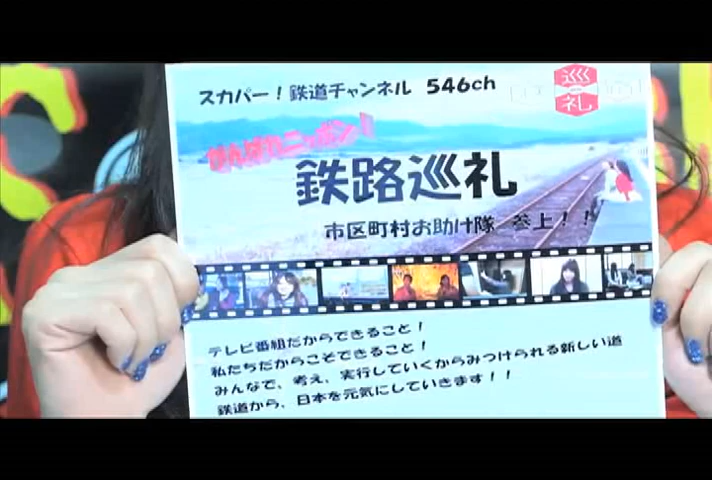 スカパー！鉄道チャンネル 546ch
巡
礼
がんばれニッポン！
鉄路巡礼
市区町村お助け隊 参上！！
テレビ番組だからできること！
私たちだからこそできること！
みんなで、考え、実行していくからみつけられる新しい道
鉄道から、日本を元気にしていきます！！